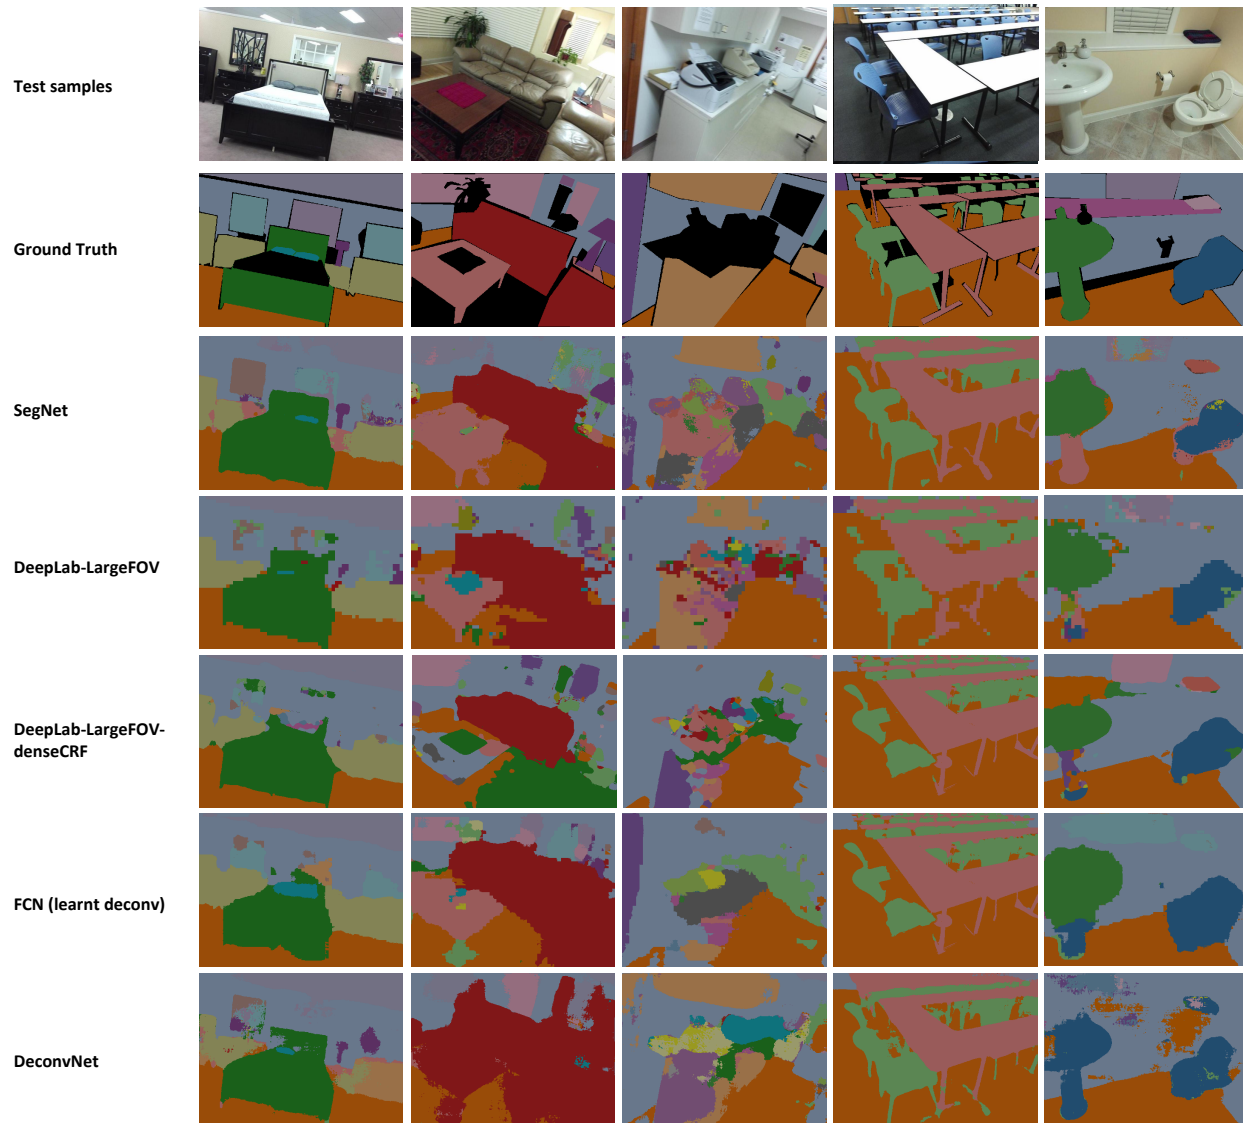 Test samples
Ground Truth
SegNet
DeepLab-LargeFOV
DeepLab-LargeFOV-
denseCRF
FCN (learnt deconv)
DeconvNet